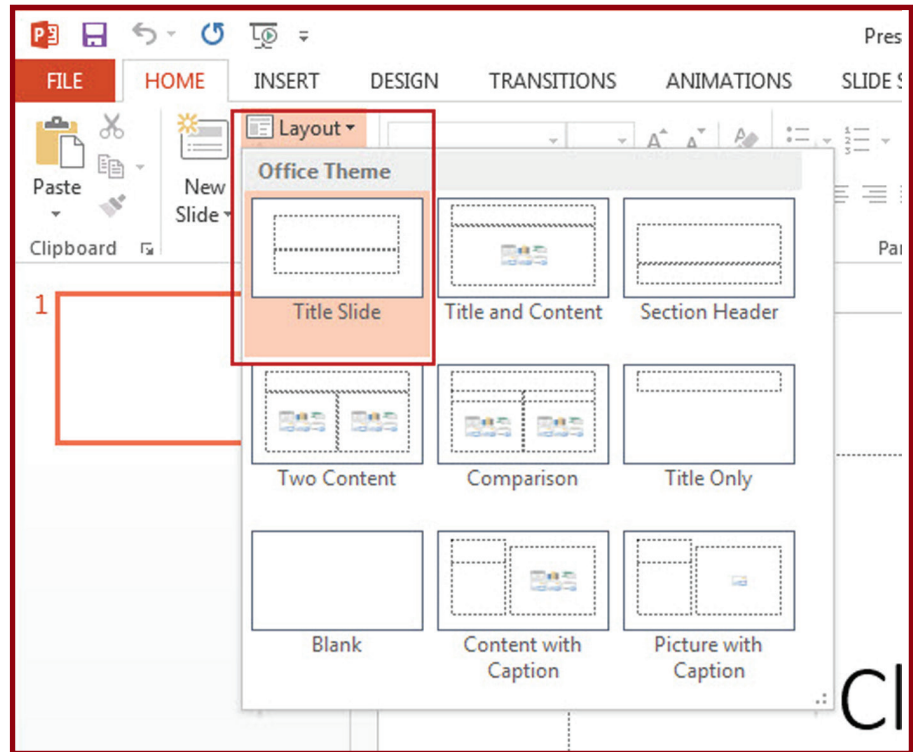 Pres
FILE HOME INSERT DESIGN TRANSITIONS ANIMATIONS SLIDE S
Layout
Paste
New
Slide
Clipboard
Par
Office Theme
Title Slide Title and Content Section Header
Two Content Comparison Title Only
Blank Content with Caption Picture with Caption
1
Cl